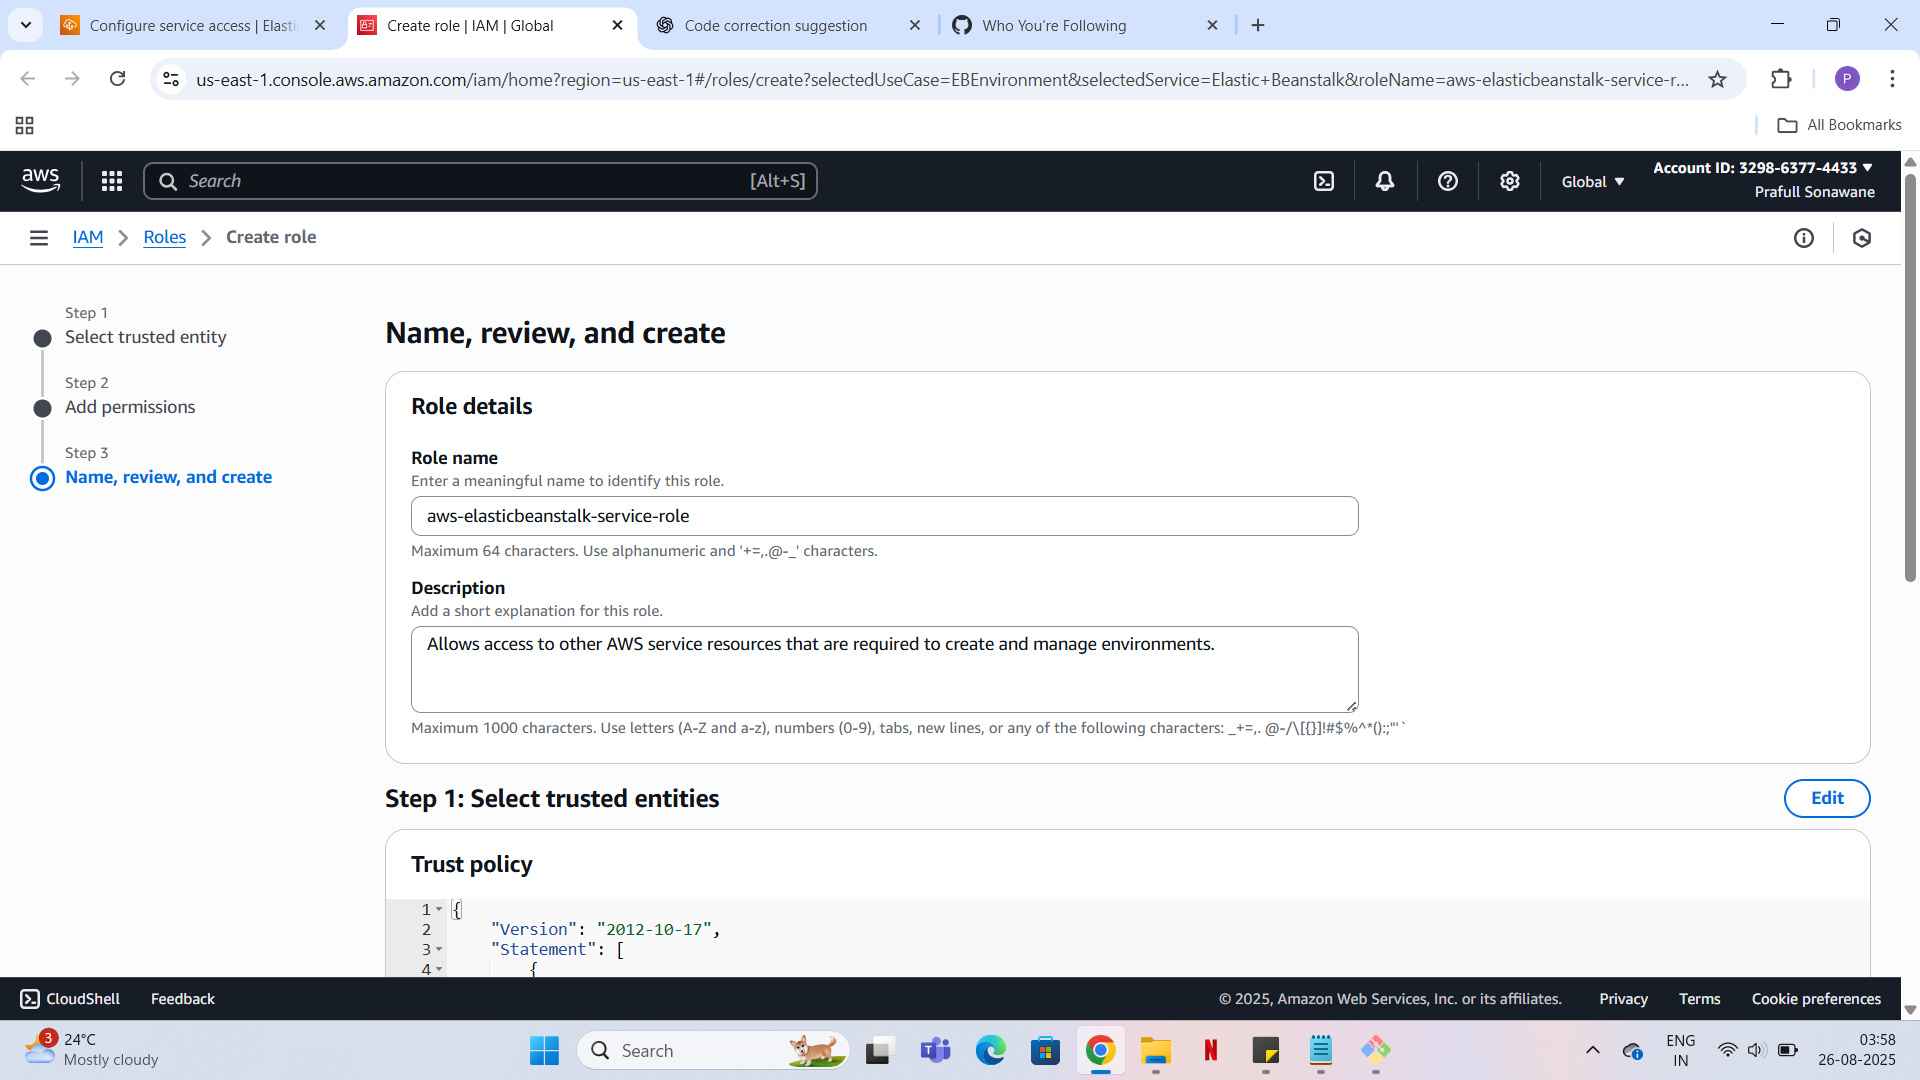 Configure service access | Elasti
Create role | IAM | Global
Code correction suggestion
Who You're Following
us-east-1.console.aws.amazon.com/iam/home?region=us-east-1#/roles/create?selectedUseCase=EBEnvironment&selectedService=Elastic+Beanstalk&roleName=aws-elasticbeanstalk-service-r...
P
All Bookmarks
aws
Search
[Alt+S]
Global
Account ID: 3298-6377-4433
Prafull Sonawane
IAM
Roles
Create role
Step 1
Select trusted entity
Step 2
Add permissions
Step 3
Name, review, and create
Name, review, and create
Role details
Role name
Enter a meaningful name to identify this role.
aws-elasticbeanstalk-service-role
Maximum 64 characters. Use alphanumeric and '+=,.@-_' characters.
Description
Add a short explanation for this role.
Allows access to other AWS service resources that are required to create and manage environments.
Maximum 1000 characters. Use letters (A-Z and a-z), numbers (0-9), tabs, new lines, or any of the following characters: _+=,. @-/\[{}]!#$%^*();:"'`
Step 1: Select trusted entities
Edit
Trust policy
1 {
2 "Version": "2012-10-17",
3 "Statement": [
4 {
CloudShell
Feedback
© 2025, Amazon Web Services, Inc. or its affiliates.
Privacy
Terms
Cookie preferences
3
24°C
Mostly cloudy
Search
N
ENG
IN
03:58
26-08-2025